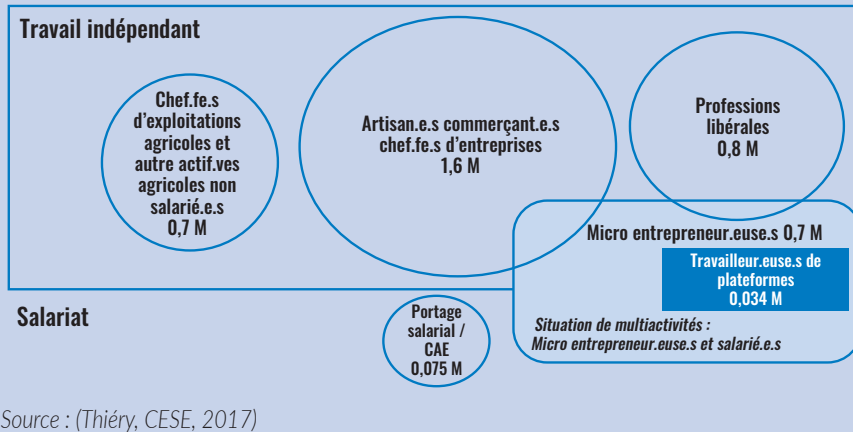 Travail indépendant
Chef.fe.s
d'exploitations
agricoles et
autre actif.ves
agricoles non
salarié.e.s
0,7 M
Artisan.e.s commerçant.e.s
chef.fe.s d'entreprises
1,6 M
Professions
libérales
0,8 M
Micro entrepreneur.euse.s 0,7 M
Travailleur.euse.s de
plateformes
0,034 M
Situation de multiactivités :
Micro entrepreneur.euse.s et salarié.e.s
Salariat
Portage
salarial /
CAE
0,075 M
Source : (Thiéry, CESE, 2017)